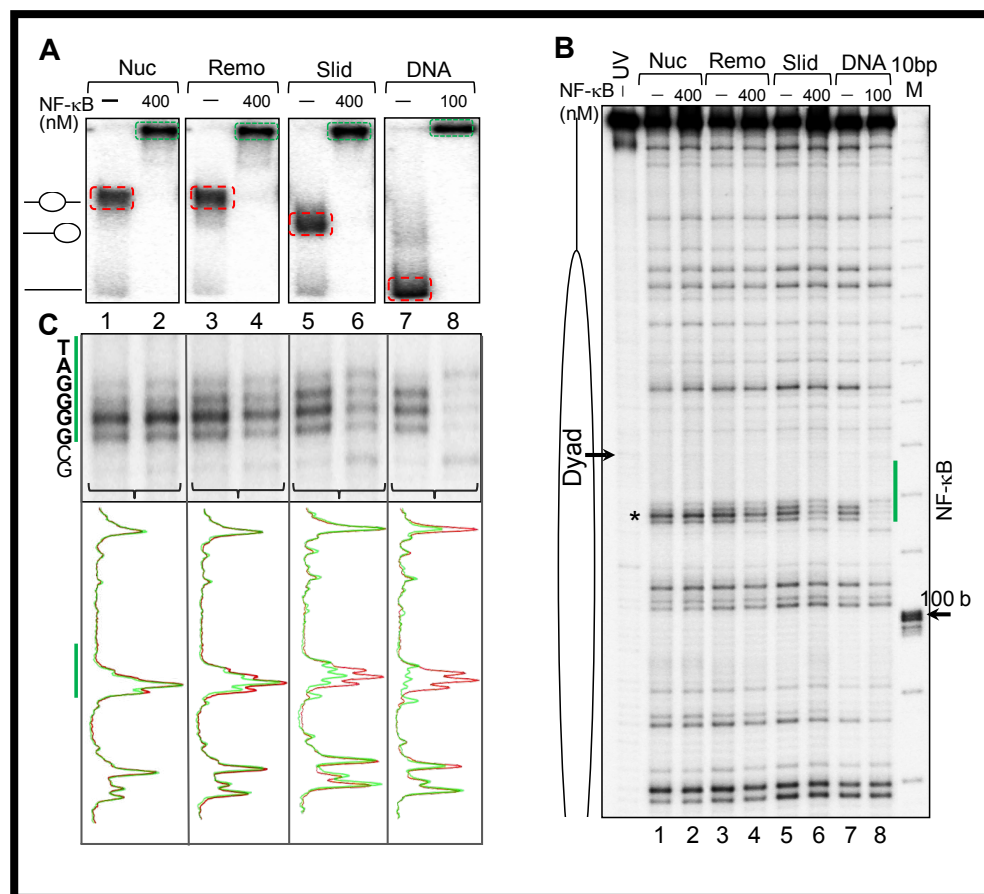 A
Nuc Remo Slid DNA
NF-κB — 400 — 400 — 400 — 100
(nM)
C
1 2 3 4 5 6 7 8
T
A
G
G
G
G
C
G
B
UV Nuc Remo Slid DNA 10bp
NF-κB — — 400 — 400 — 400 — 100 M
(nM)
Dyad
*
NF-κB
100 b
1 2 3 4 5 6 7 8